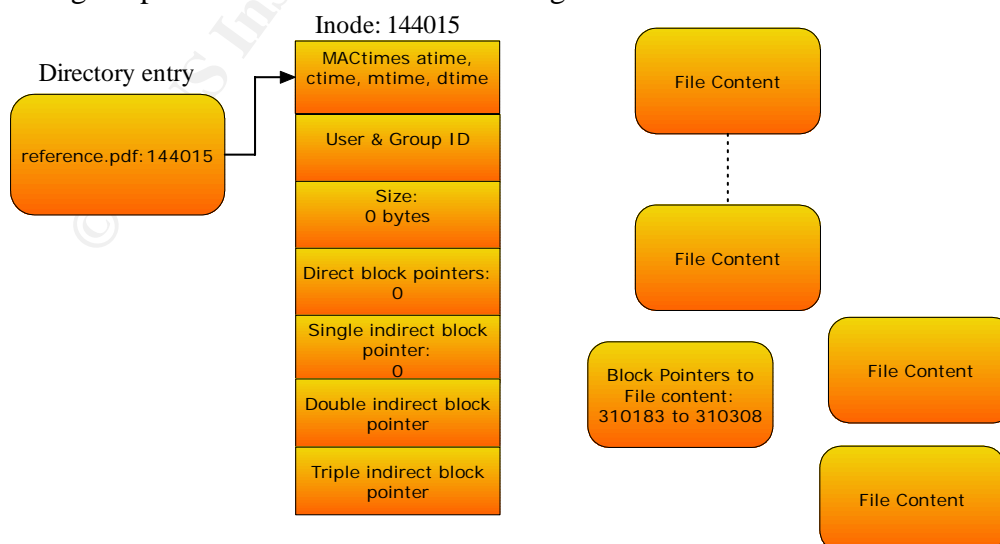 Inode: 144015
Directory entry
MACtimes atime,
ctime, mtime, dtime
reference.pdf:144015
User & Group ID
Size:
0 bytes
Direct block pointers:
0
Single indirect block
pointer:
0
Double indirect block
pointer
Triple indirect block
pointer
File Content
File Content
Block Pointers to
File content:
310183 to 310308
File Content
File Content